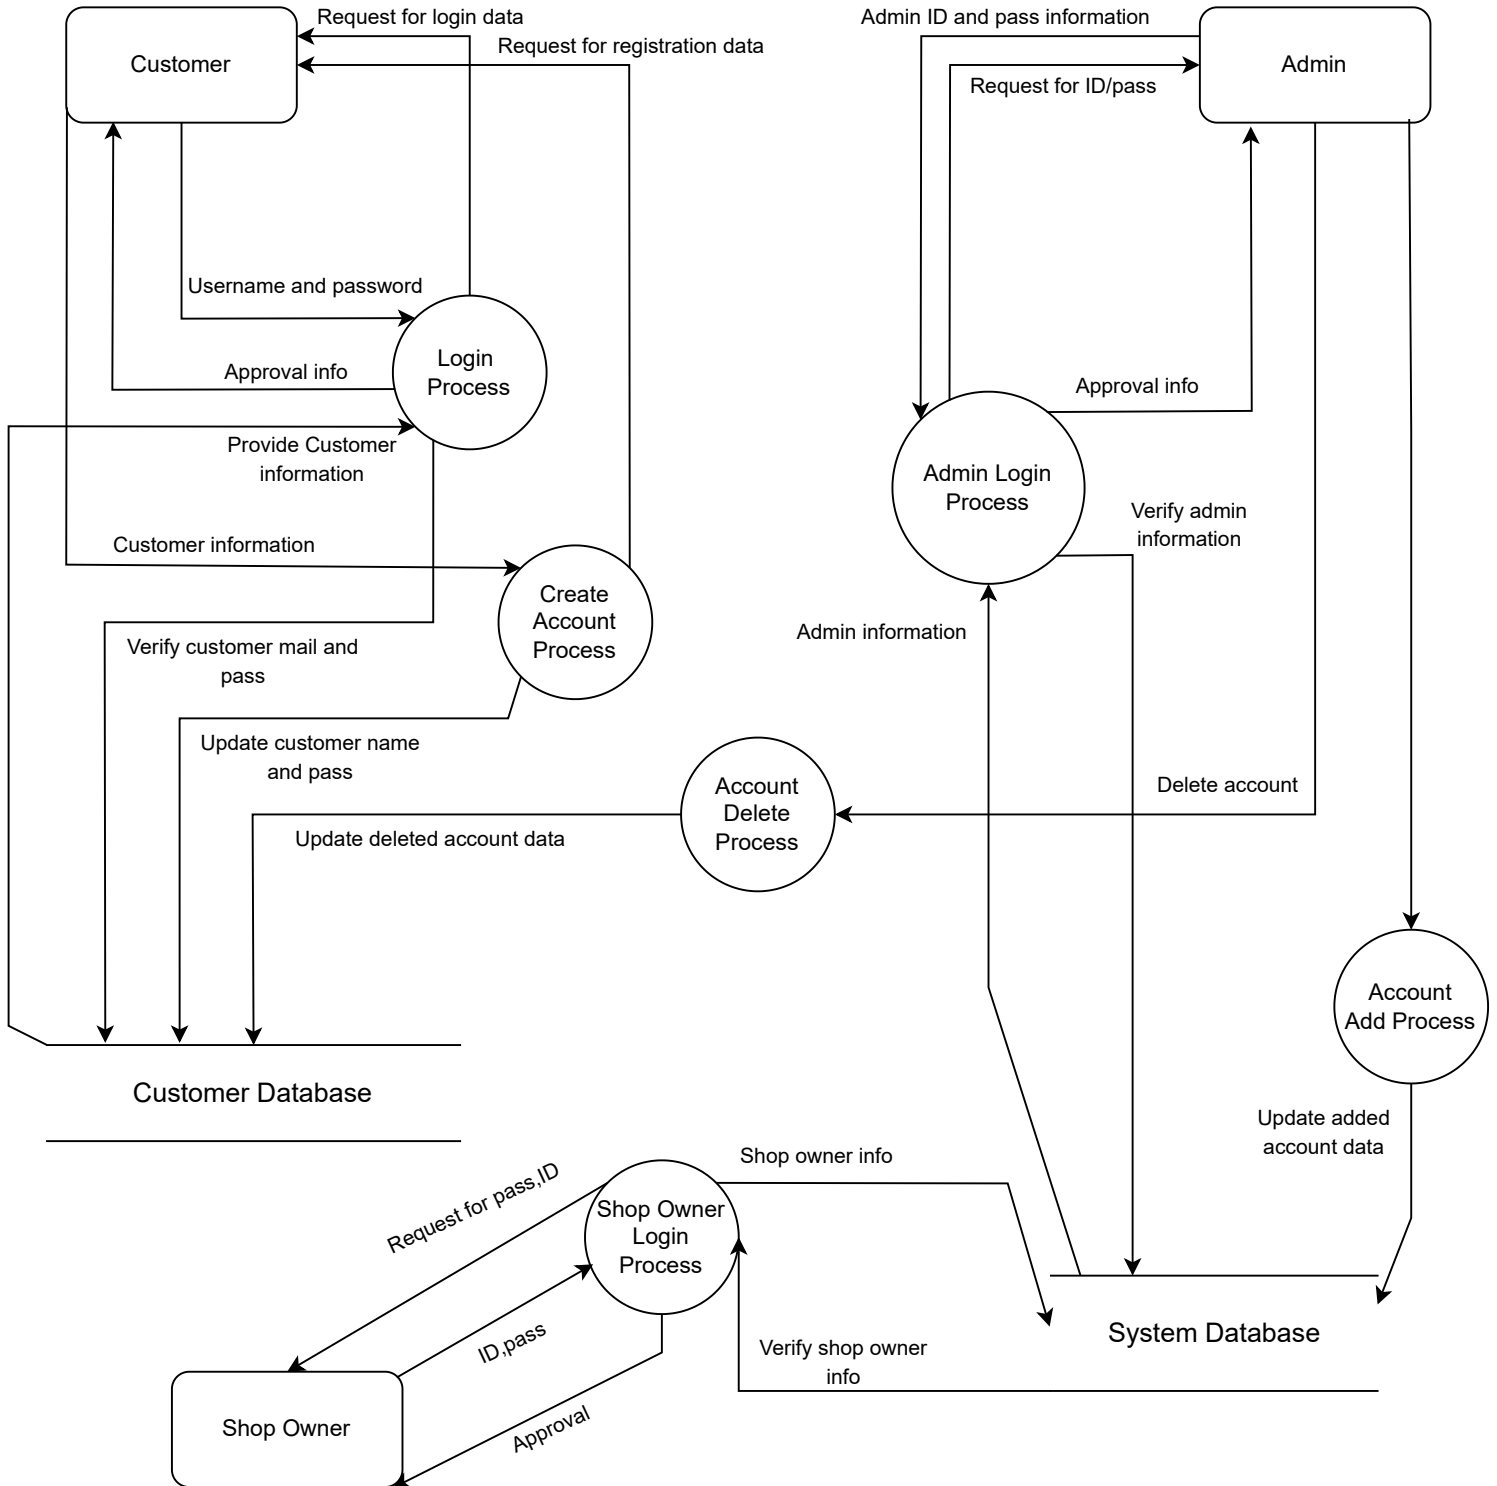 Request for login data
Admin ID and pass information
Request for registration data
Customer
Admin
Request for ID/pass
Username and password
Login
Process
Approval info
Approval info
Provide Customer
information
Admin Login
Process
Verify admin
information
Customer information
Create
Account
Process
Admin information
Verify customer mail and
pass
Update customer name
and pass
Account
Delete
Process
Delete account
Update deleted account data
Account
Add Process
Customer Database
Update added
account data
Shop owner info
Request for pass,ID
Shop Owner
Login
Process
System Database
ID,pass
Verify shop owner
info
Shop Owner
Approval